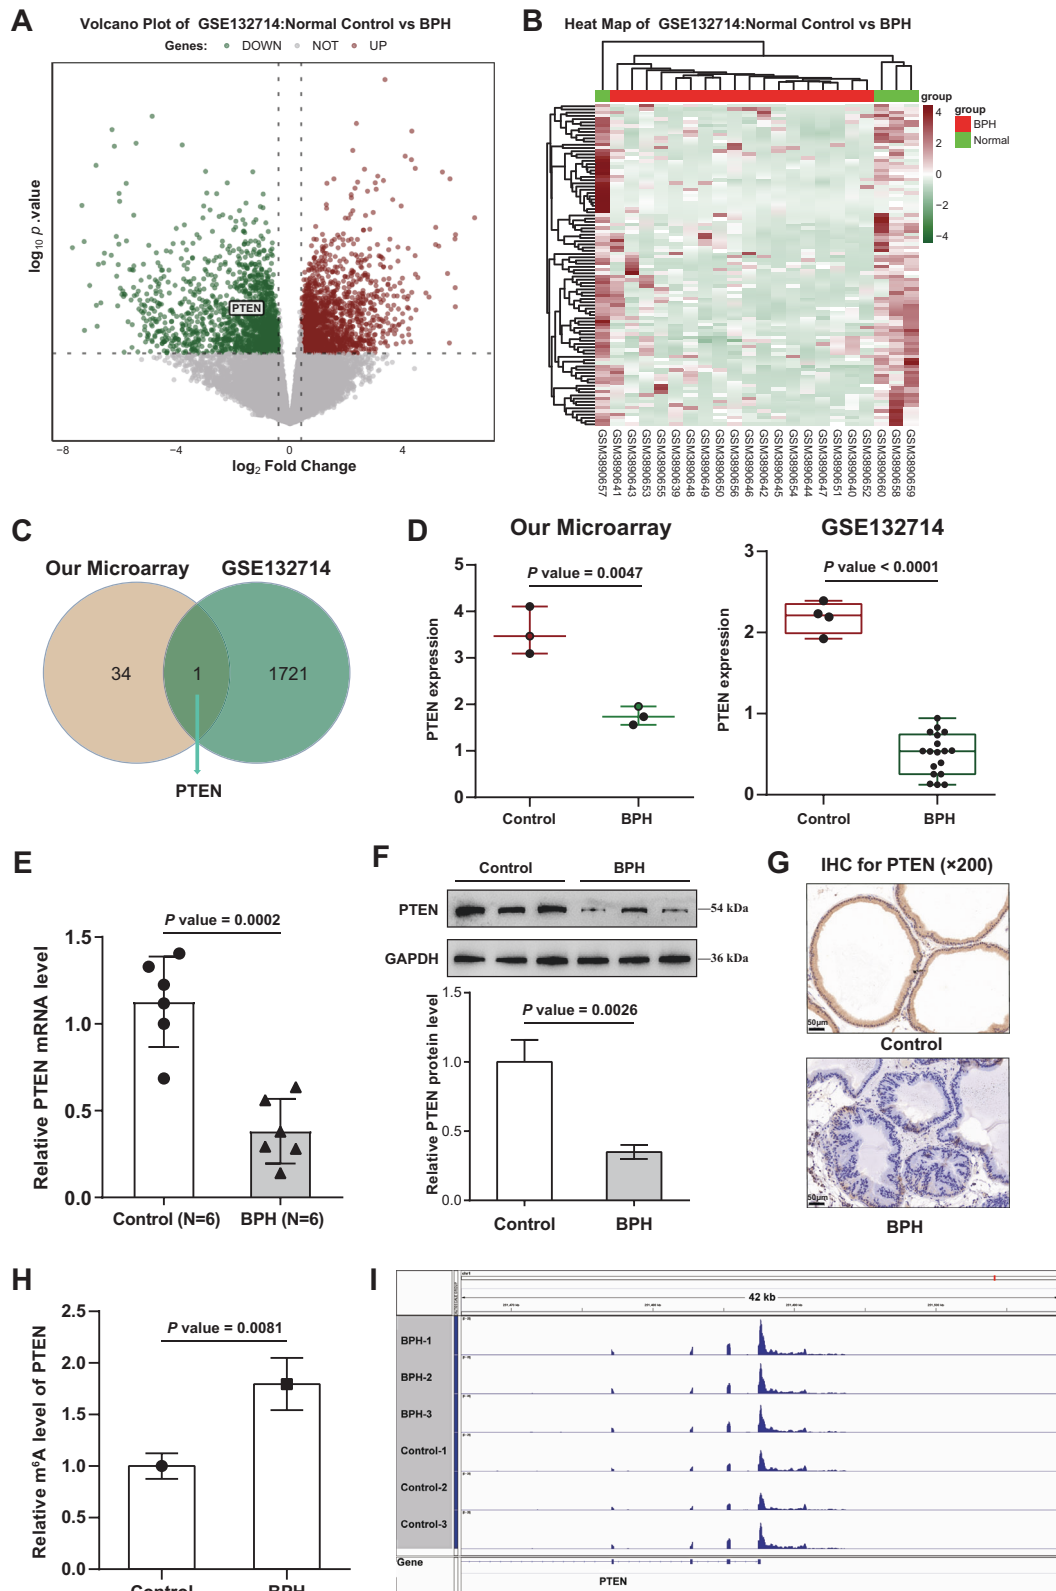 A
Volcano Plot of GSE132714:Normal Control vs BPH
Genes: DOWN NOT UP
log10 p .value
PTEN
−8
−4
0
4
log2 Fold Change
B
Heat Map of GSE132714:Normal Control vs BPH
group
4
2
0
−2
−4
group
BPH
Normal
GSM3890657
GSM3890641
GSM3890643
GSM3890653
GSM3890655
GSM3890639
GSM3890648
GSM3890649
GSM3890650
GSM3890656
GSM3890646
GSM3890642
GSM3890645
GSM3890654
GSM3890644
GSM3890647
GSM3890651
GSM3890640
GSM3890652
GSM3890660
GSM3890658
GSM3890659
C
Our Microarray
GSE132714
34
1
1721
PTEN
D
Our Microarray
P value = 0.0047
PTEN expression
5
4
3
2
1
0
Control
BPH
GSE132714
P value < 0.0001
PTEN expression
3
2
1
0
Control
BPH
E
P value = 0.0002
Relative PTEN mRNA level
1.5
1.0
0.5
0.0
Control (N=6)
BPH (N=6)
F
Control
BPH
PTEN
54 kDa
GAPDH
36 kDa
P value = 0.0026
Relative PTEN protein level
1.5
1.0
0.5
0.0
Control
BPH
G
IHC for PTEN (×200)
50μm
Control
50μm
BPH
H
P value = 0.0081
Relative m⁶A level of PTEN
2.5
2.0
1.5
1.0
0.5
0.0
Control
BPH
I
chr1
42 kb
BPH-1
BPH-2
BPH-3
Control-1
Control-2
Control-3
Gene
PTEN